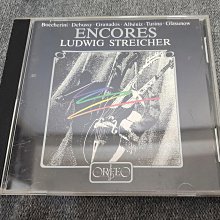 Boccherini · Debussy · Granados · Albéniz · Turina · Glasunow
ENCORES
LUDWIG STREICHER
ORFEO